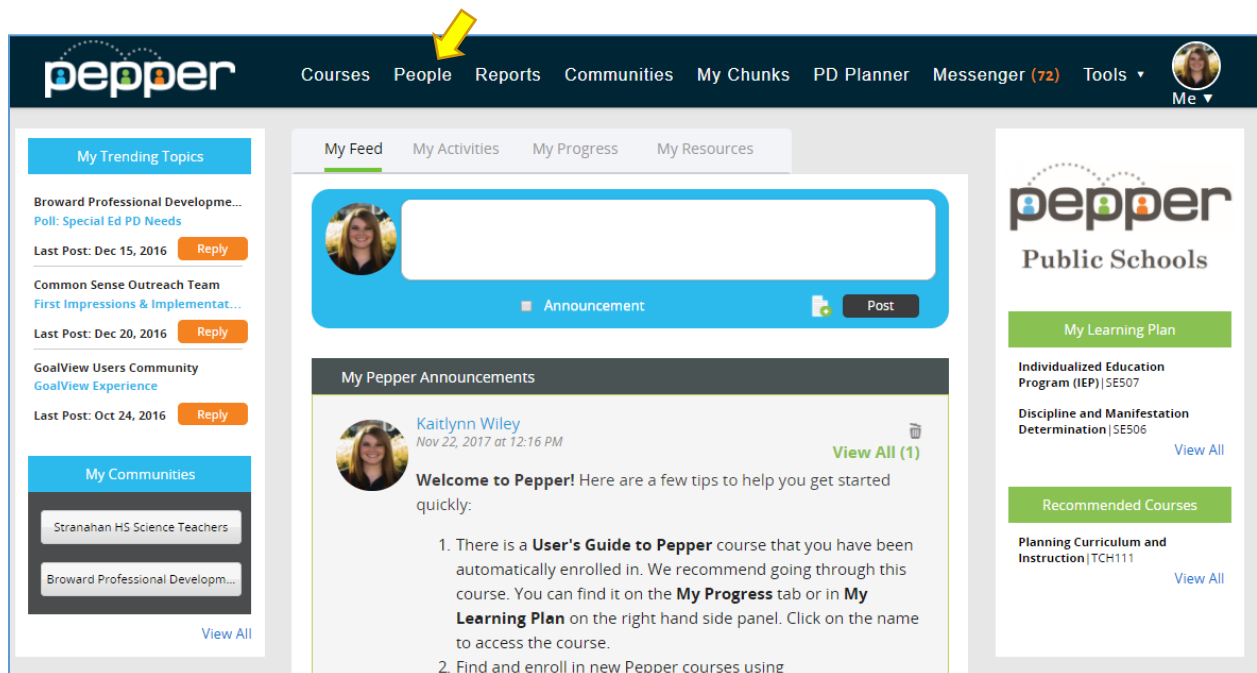 pepper
Courses People Reports Communities My Chunks PD Planner Messenger (72) Tools ▾
Me ▾
My Trending Topics
Broward Professional Developme...
Poll: Special Ed PD Needs
Last Post: Dec 15, 2016 Reply
Common Sense Outreach Team
First Impressions & Implementat...
Last Post: Dec 20, 2016 Reply
GoalView Users Community
GoalView Experience
Last Post: Oct 24, 2016 Reply
My Communities
Stranahan HS Science Teachers
Broward Professional Developm...
View All
My Feed My Activities My Progress My Resources
Announcement Post
My Pepper Announcements
Kaitlynn Wiley
Nov 22, 2017 at 12:16 PM
View All (1)
Welcome to Pepper! Here are a few tips to help you get started
quickly:
1. There is a User's Guide to Pepper course that you have been
automatically enrolled in. We recommend going through this
course. You can find it on the My Progress tab or in My
Learning Plan on the right hand side panel. Click on the name
to access the course.
2. Find and enroll in new Pepper courses using
pepper
Public Schools
My Learning Plan
Individualized Education
Program (IEP)|SE507
Discipline and Manifestation
Determination|SE506
View All
Recommended Courses
Planning Curriculum and
Instruction|TCH111
View All